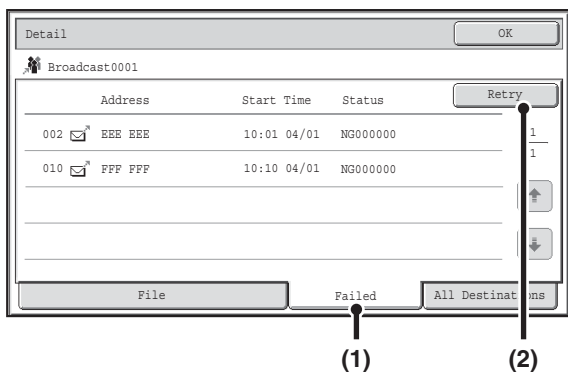 Detail OK
Broadcast0001
Address Start Time Status Retry
002 EEE EEE 10:01 04/01 NG000000 1
1
010 FFF FFF 10:10 04/01 NG000000
File Failed All Destinations
(1) (2)